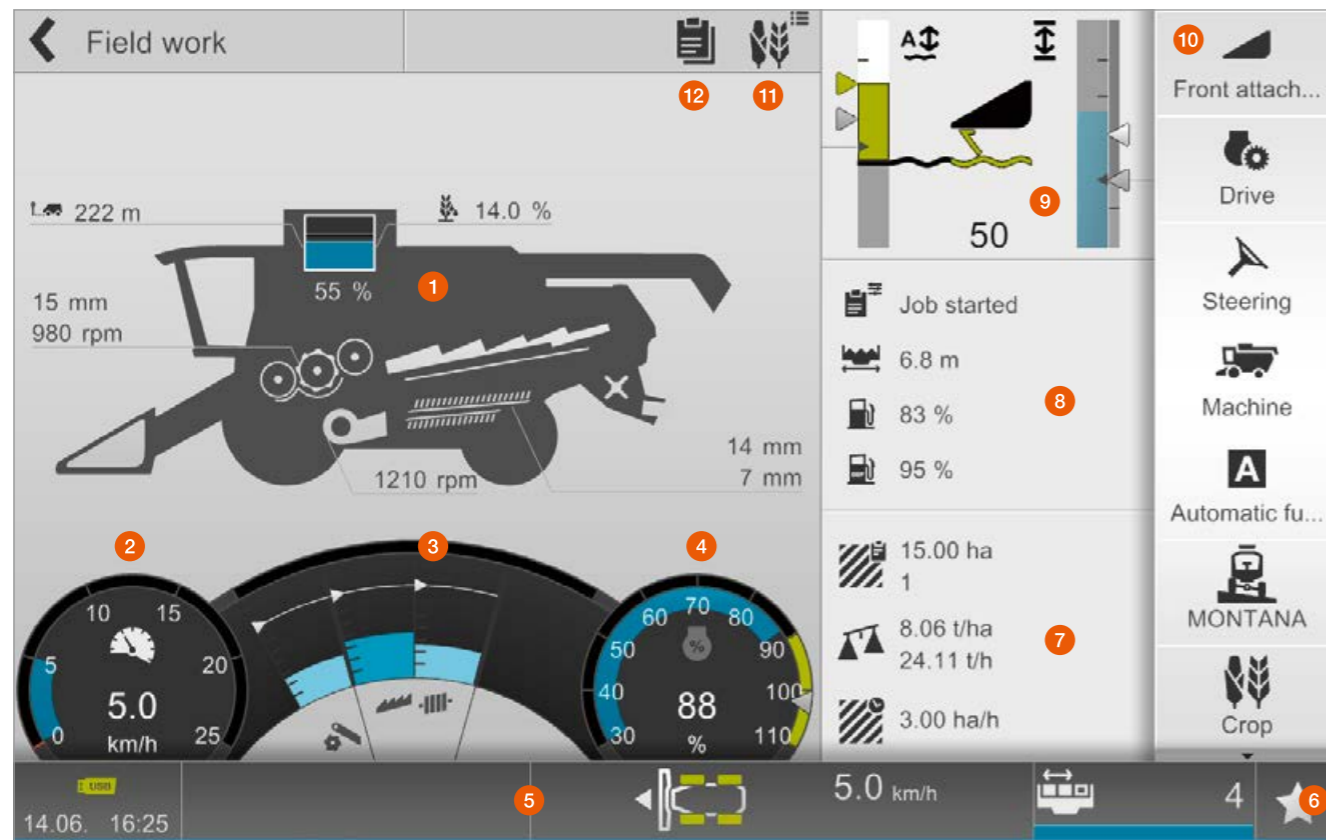 Field work
12
11
222 m
14.0 %
55 %
1
15 mm
980 rpm
1210 rpm
14 mm
7 mm
2
3
4
0
5
10
15
20
25
5.0
km/h
30
40
50
60
70
80
90
100
110
%
88
%
A
50
9
Job started
6.8 m
83 %
95 %
8
15.00 ha
1
8.06 t/ha
24.11 t/h
7
3.00 ha/h
10
Front attach...
Drive
Steering
Machine
A
Automatic fu...
MONTANA
Crop
USB
14.06. 16:25
5
5.0 km/h
4
6